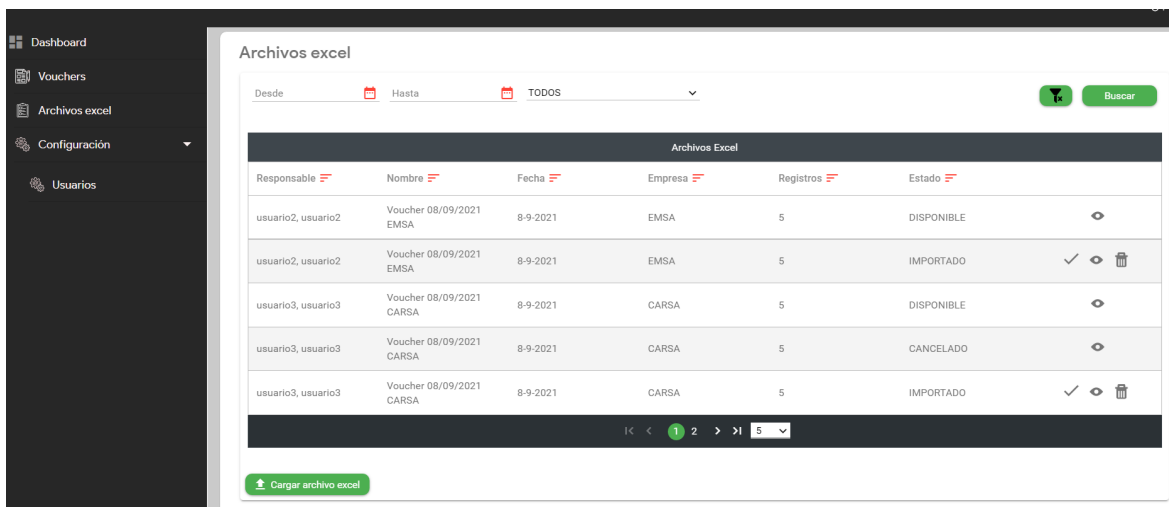 Dashboard
Vouchers
Archivos excel
Configuración
Usuarios
Archivos excel
Desde Hasta TODOS Buscar
Archivos Excel
Responsable Nombre Fecha Empresa Registros Estado
usuario2, usuario2 Voucher 08/09/2021 EMSA 8-9-2021 EMSA 5 DISPONIBLE
usuario2, usuario2 Voucher 08/09/2021 EMSA 8-9-2021 EMSA 5 IMPORTADO
usuario3, usuario3 Voucher 08/09/2021 CARSA 8-9-2021 CARSA 5 DISPONIBLE
usuario3, usuario3 Voucher 08/09/2021 CARSA 8-9-2021 CARSA 5 CANCELADO
usuario3, usuario3 Voucher 08/09/2021 CARSA 8-9-2021 CARSA 5 IMPORTADO
1 2 5
Cargar archivo excel